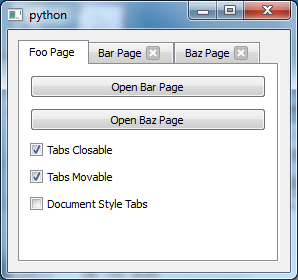 python
Foo Page Bar Page Baz Page
Open Bar Page
Open Baz Page
Tabs Closable
Tabs Movable
Document Style Tabs